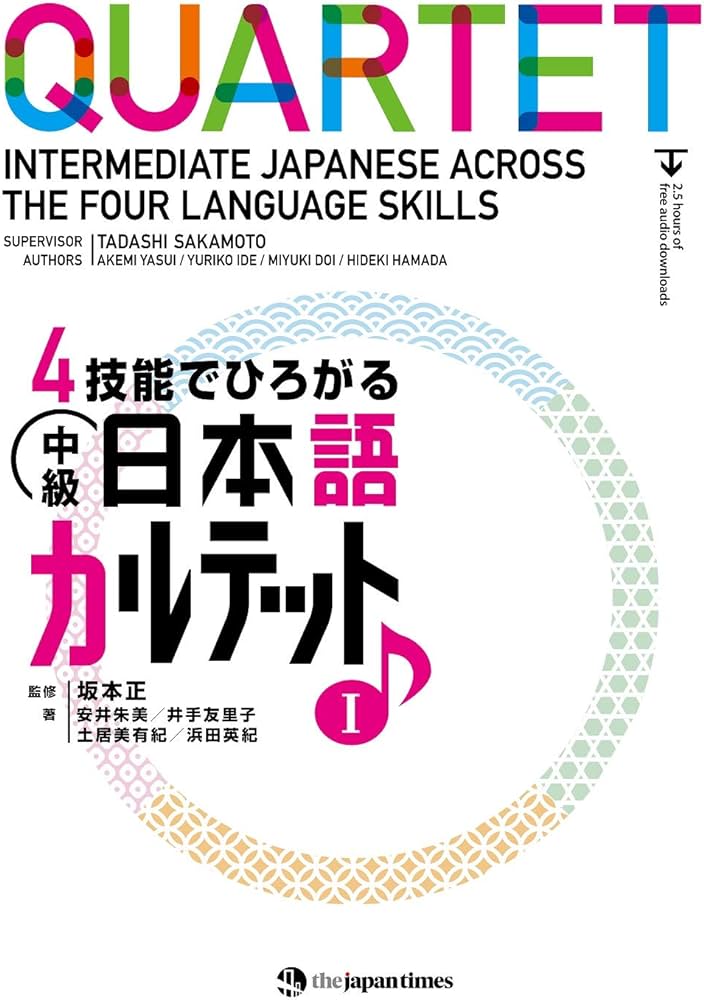 QUARTET
INTERMEDIATE JAPANESE ACROSS
THE FOUR LANGUAGE SKILLS
SUPERVISOR TADASHI SAKAMOTO
AUTHORS AKEMI YASUI / YURIKO IDE / MIYUKI DOI / HIDEKI HAMADA
2.5 hours of
free audio downloads
4技能でひろがる
中級 日本語
カルテット
I
監修 坂本正
著 安井朱美／井手友里子
土居美有紀／浜田英紀
the japan times